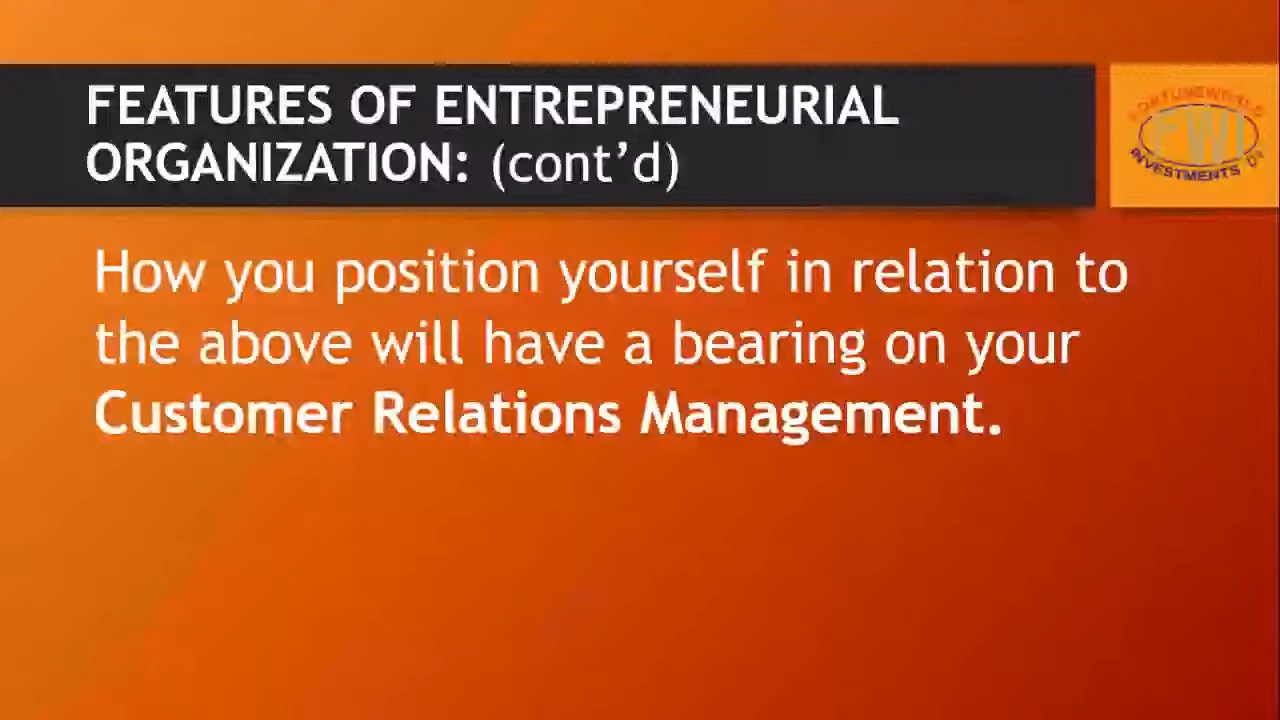 FEATURES OF ENTREPRENEURIAL
ORGANIZATION: (cont’d)
FORTUNEWORLD
FWI
INVESTMENTS
How you position yourself in relation to
the above will have a bearing on your
Customer Relations Management.